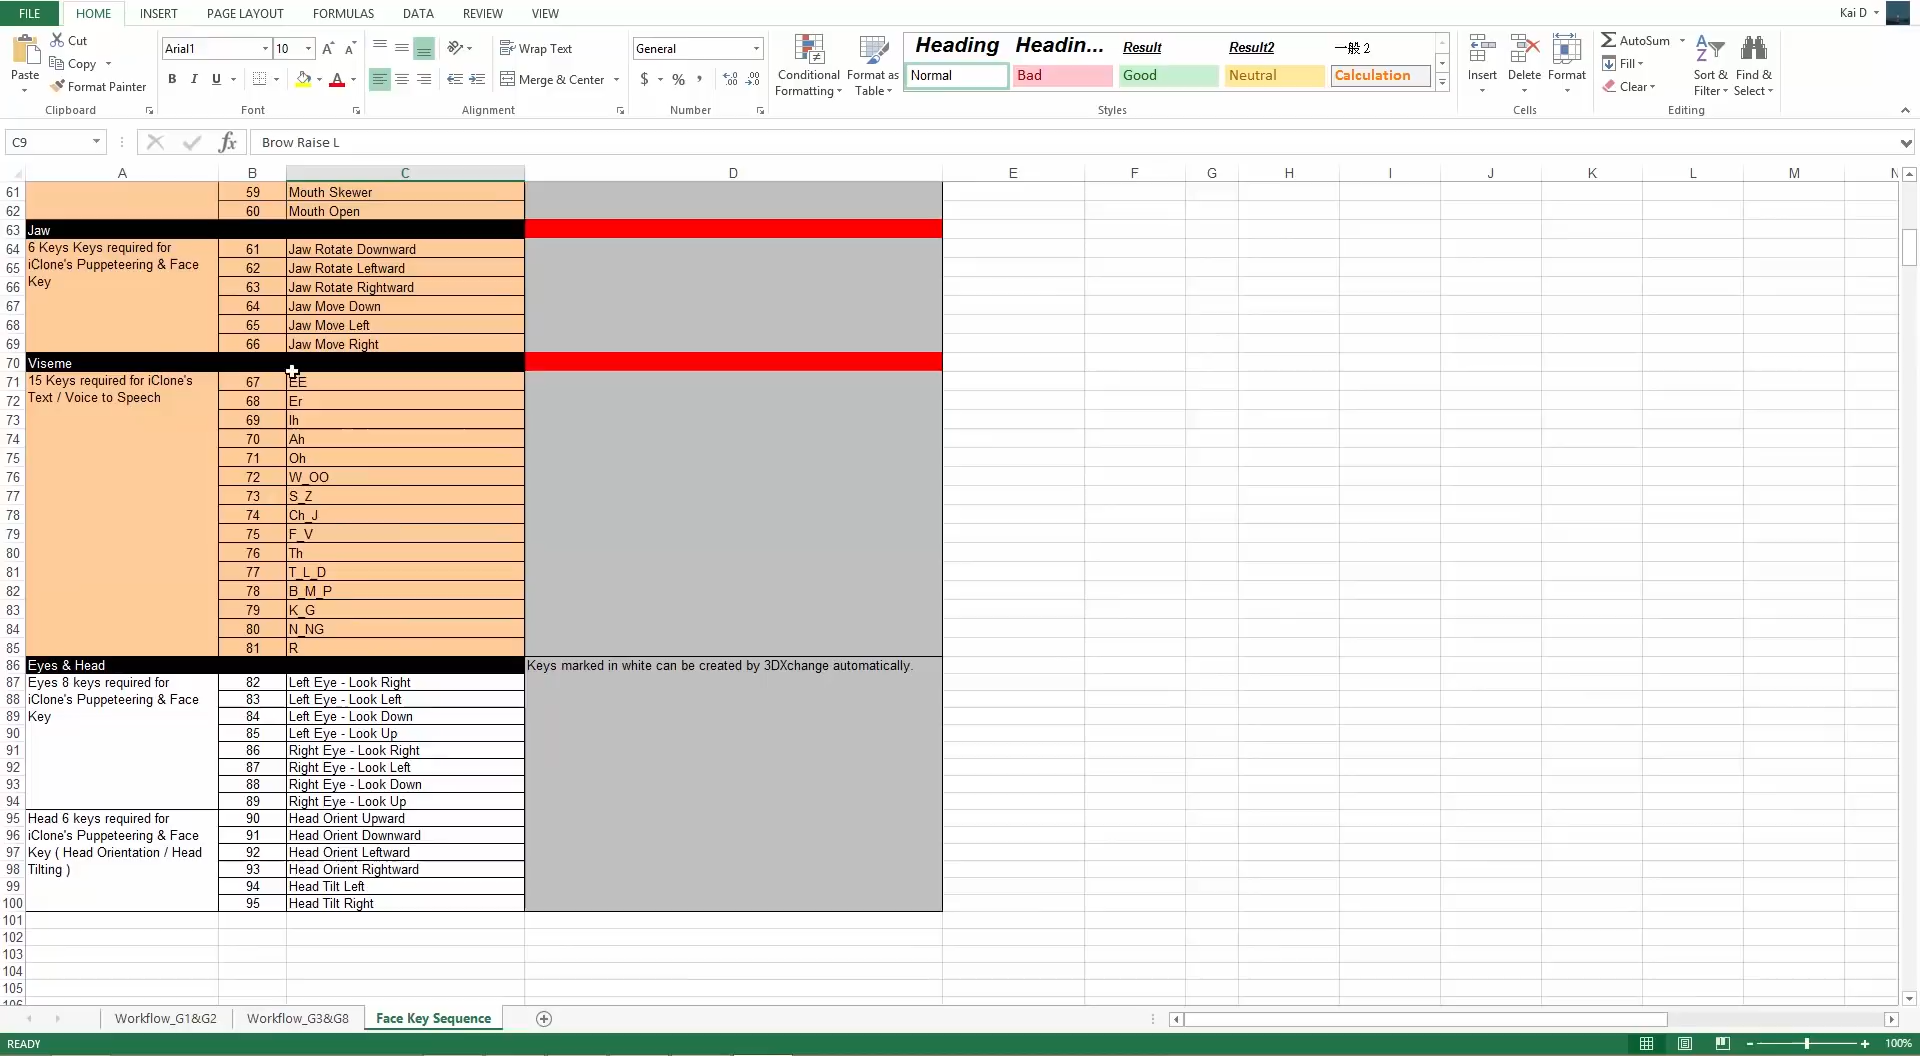 FILE
HOME
INSERT
PAGE LAYOUT
FORMULAS
DATA
REVIEW
VIEW
Kai D
Paste
Cut
Copy
Format Painter
Clipboard
Arial1
10
A A
B I U
A
Font
Wrap Text
Merge & Center
Alignment
General
$ % ,
Number
Conditional
Formatting
Format as
Table
Heading
Headin...
Result
Result2
一般 2
Normal
Bad
Good
Neutral
Calculation
Styles
Insert
Delete
Format
Cells
AutoSum
Fill
Clear
Sort &
Filter
Find &
Select
Editing
C9
fx
Brow Raise L
A B C D E F G H I J K L M N
61 59 Mouth Skewer
62 60 Mouth Open
63 Jaw
64 6 Keys Keys required for 61 Jaw Rotate Downward
65 iClone's Puppeteering & Face 62 Jaw Rotate Leftward
66 Key 63 Jaw Rotate Rightward
67 64 Jaw Move Down
68 65 Jaw Move Left
69 66 Jaw Move Right
70 Viseme
71 15 Keys required for iClone's 67 EE
72 Text / Voice to Speech 68 Er
73 69 Ih
74 70 Ah
75 71 Oh
76 72 W_OO
77 73 S_Z
78 74 Ch_J
79 75 F_V
80 76 Th
81 77 T_L_D
82 78 B_M_P
83 79 K_G
84 80 N_NG
85 81 R
86 Eyes & Head Keys marked in white can be created by 3DXchange automatically.
87 Eyes 8 keys required for 82 Left Eye - Look Right
88 iClone's Puppeteering & Face 83 Left Eye - Look Left
89 Key 84 Left Eye - Look Down
90 85 Left Eye - Look Up
91 86 Right Eye - Look Right
92 87 Right Eye - Look Left
93 88 Right Eye - Look Down
94 89 Right Eye - Look Up
95 Head 6 keys required for 90 Head Orient Upward
96 iClone's Puppeteering & Face 91 Head Orient Downward
97 Key ( Head Orientation / Head 92 Head Orient Leftward
98 Tilting ) 93 Head Orient Rightward
99 94 Head Tilt Left
100 95 Head Tilt Right
101
102
103
104
105
Workflow_G1&G2
Workflow_G3&G8
Face Key Sequence
READY
100%